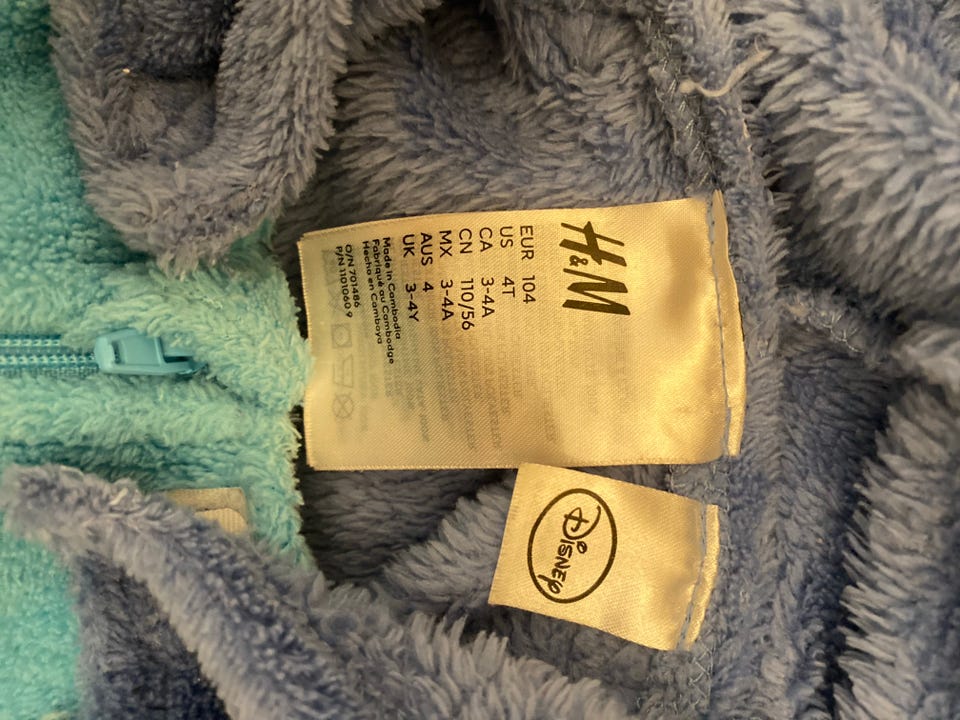 H&M
EUR 104
US 4T
CA 3-4A
CN 110/56
MX 3-4A
AUS 4
UK 3-4Y
Made in Cambodia
Fabriqué au Cambodge
Hecho en Camboya
O/N 701486
P/N 1101060 9
Disney